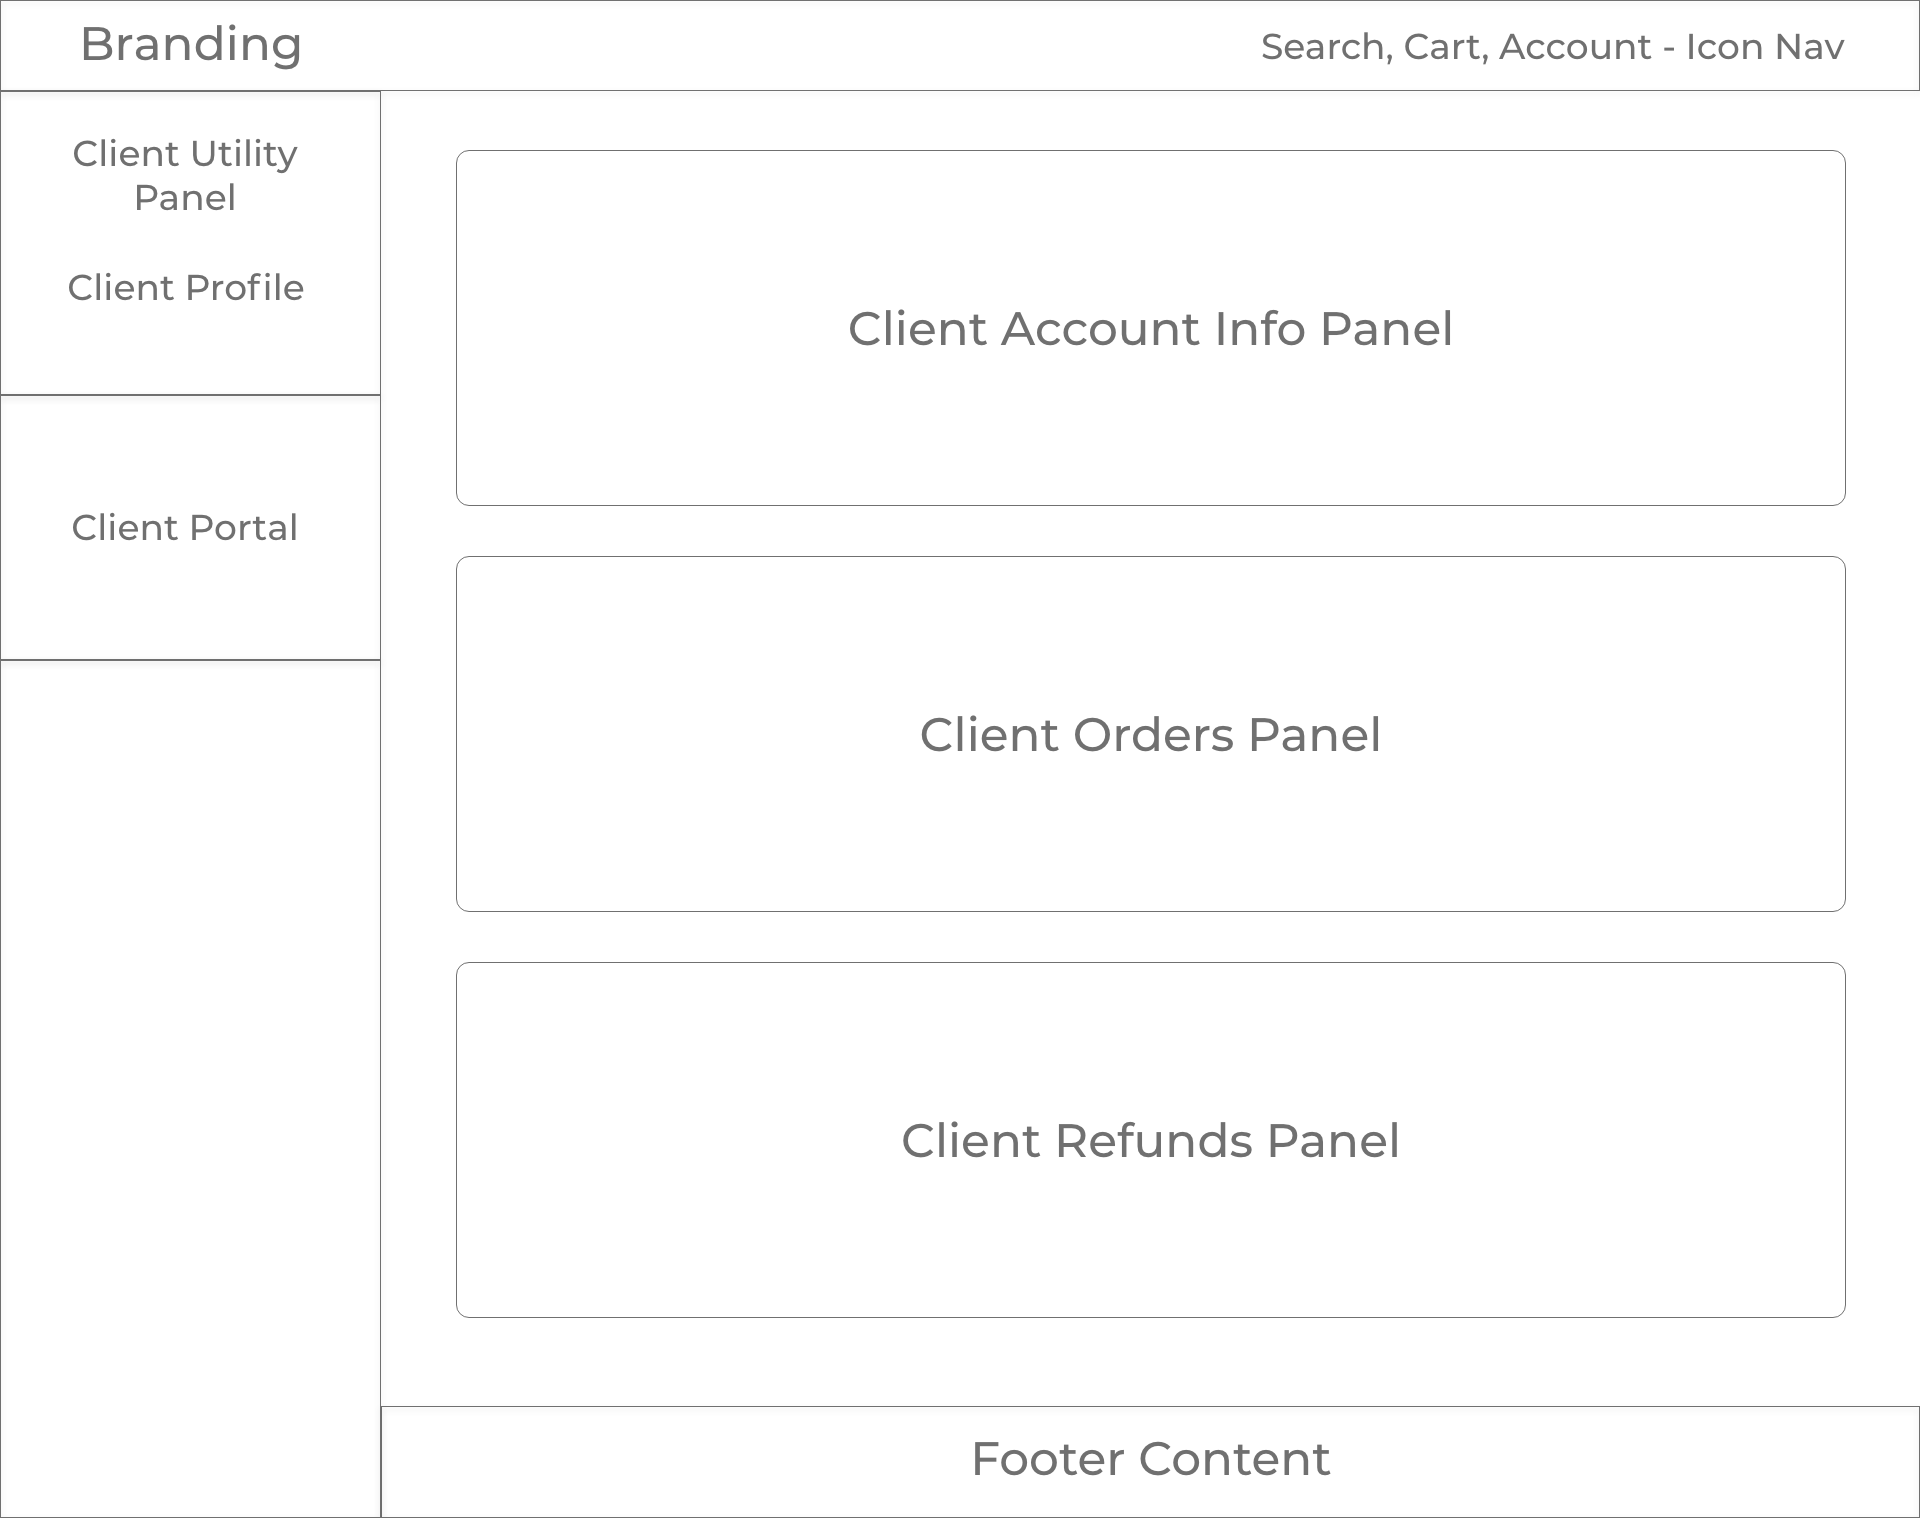 Branding
Search, Cart, Account - Icon Nav
Client Utility
Panel
Client Profile
Client Portal
Client Account Info Panel
Client Orders Panel
Client Refunds Panel
Footer Content